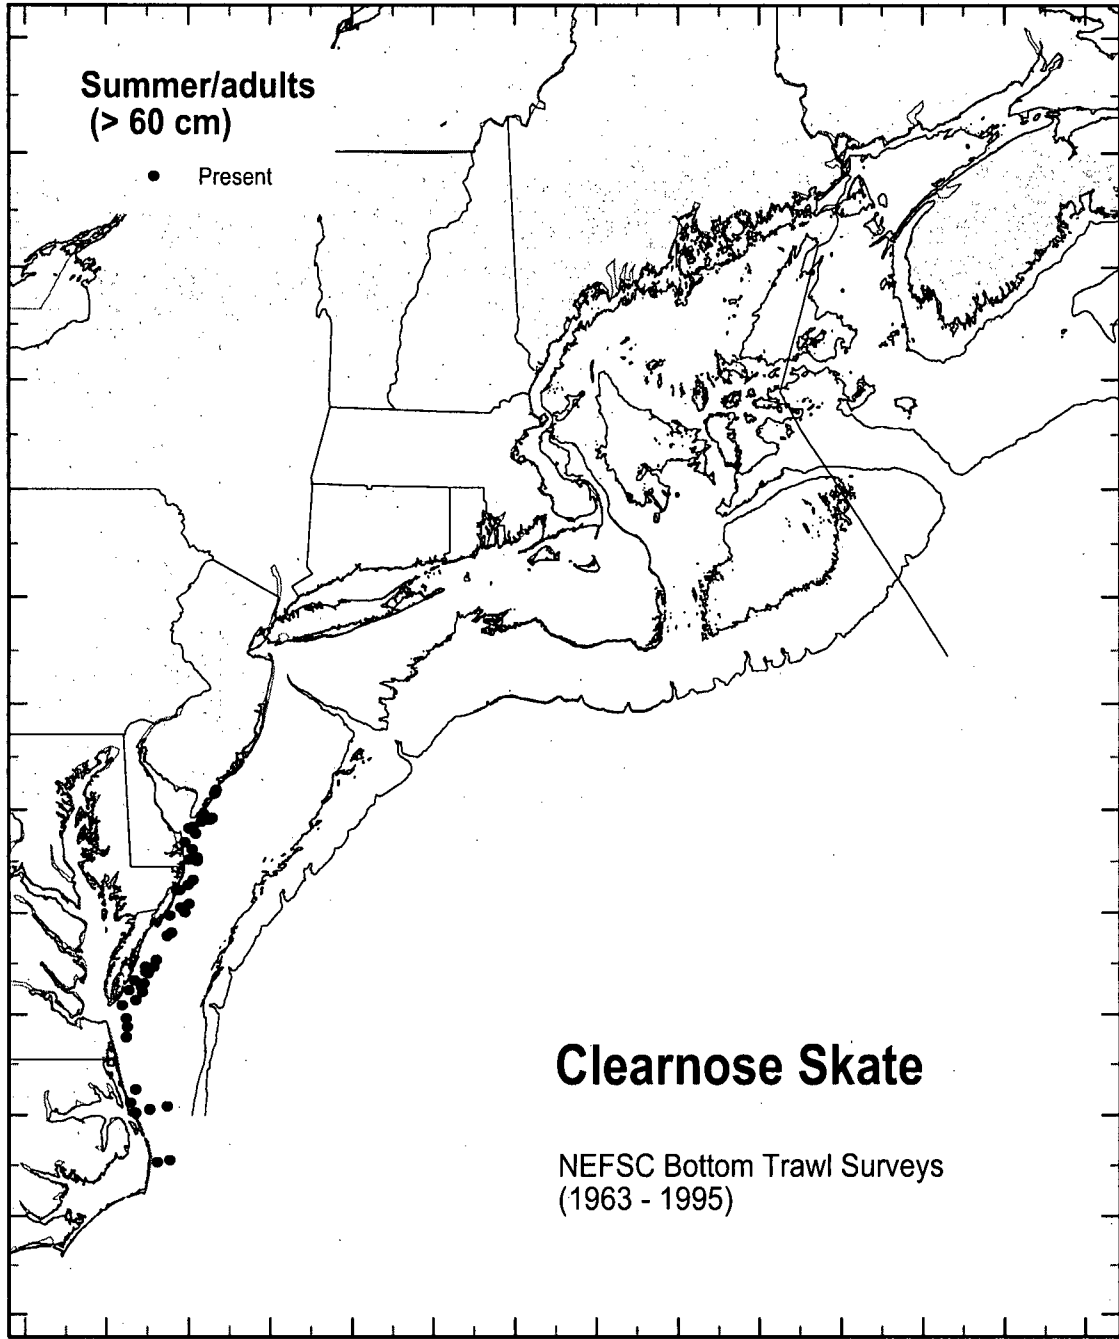 Summer/adults
(> 60 cm)
Present
Clearnose Skate
NEFSC Bottom Trawl Surveys
(1963 - 1995)